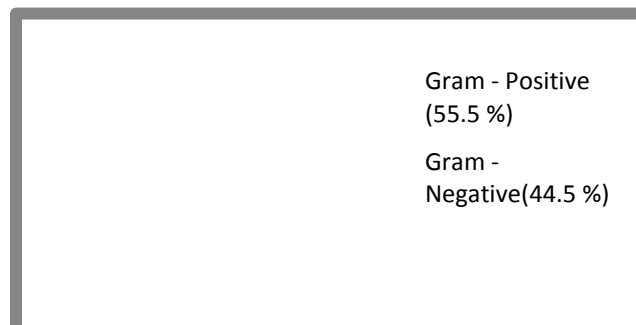 Gram - Positive
(55.5 %)
Gram -
Negative(44.5 %)